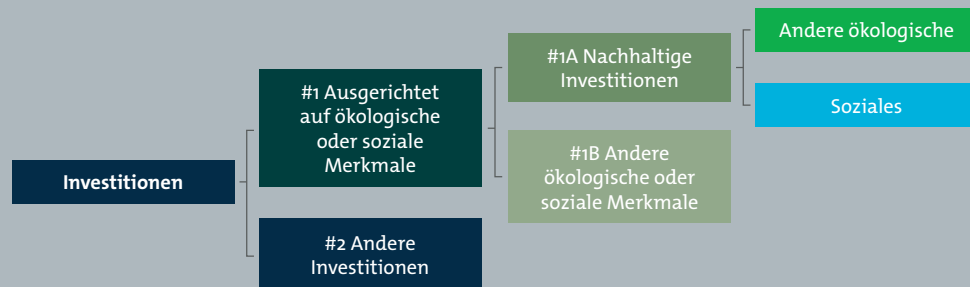 Investitionen
#1 Ausgerichtet
auf ökologische
oder soziale
Merkmale
#2 Andere
Investitionen
#1A Nachhaltige
Investitionen
#1B Andere
ökologische oder
soziale Merkmale
Andere ökologische
Soziales